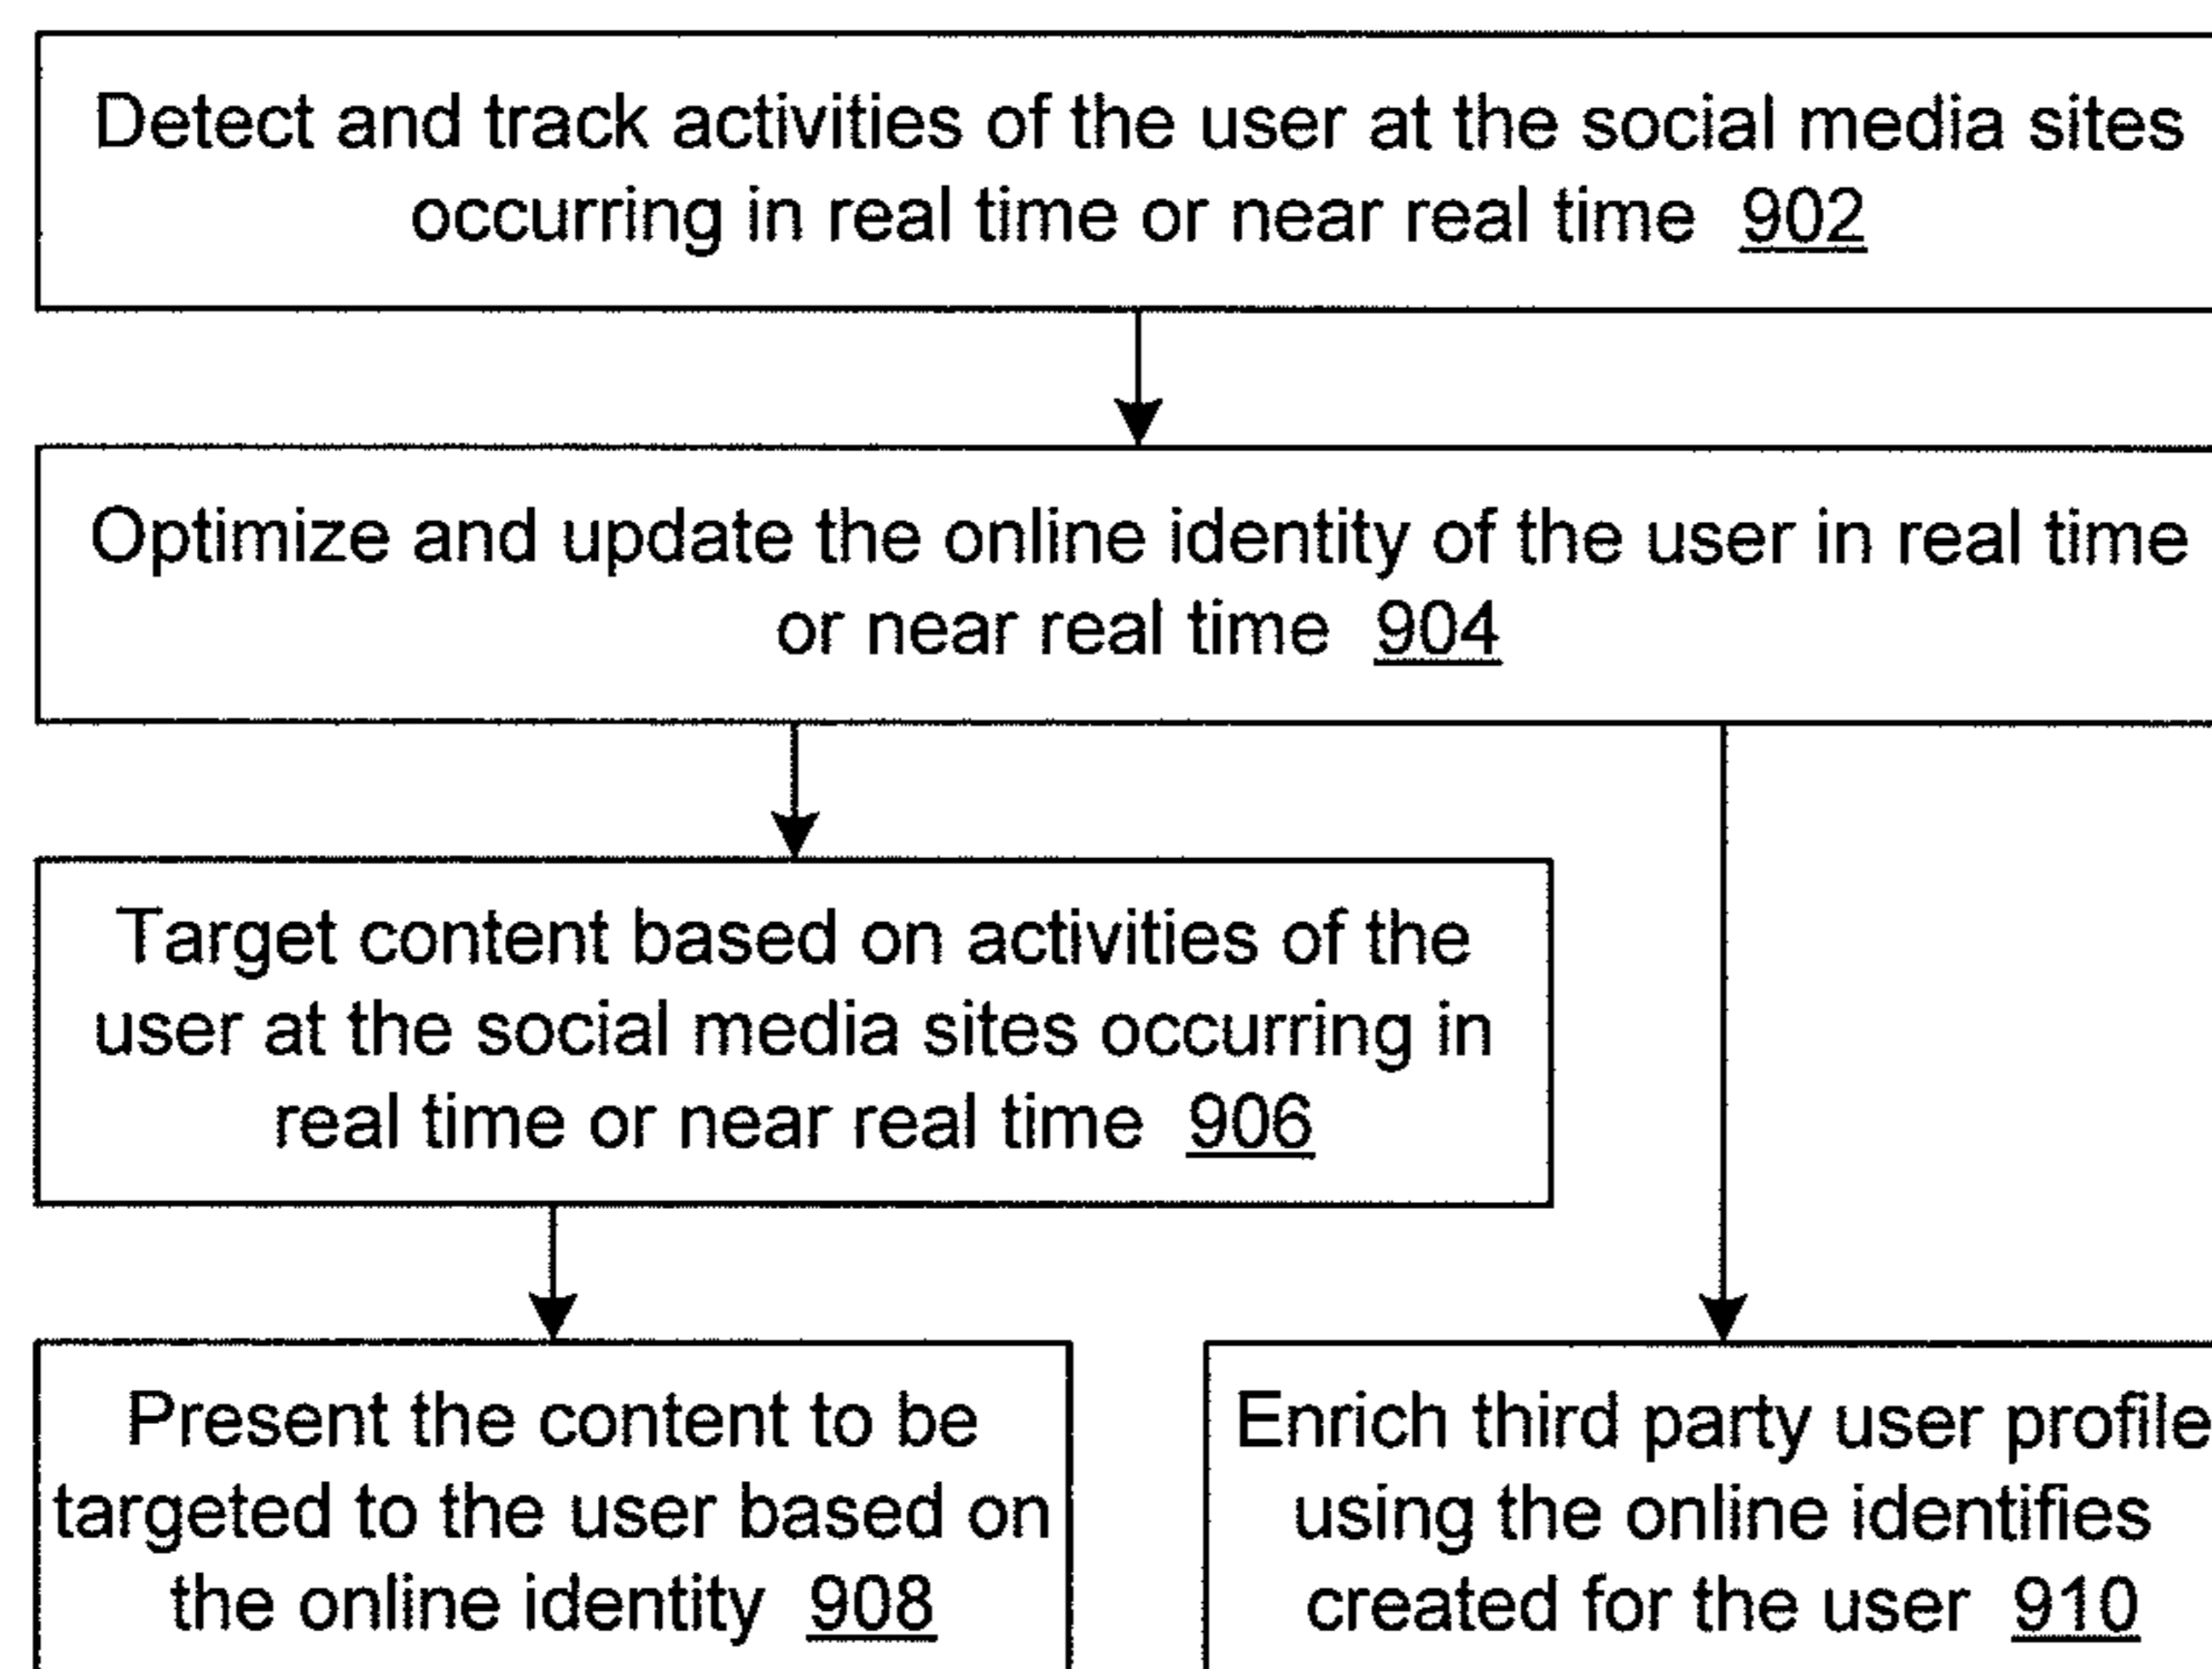 Detect and track activities of the user at the social media sites
occurring in real time or near real time 902
Optimize and update the online identity of the user in real time
or near real time 904
Target content based on activities of the
user at the social media sites occurring in
real time or near real time 906
Present the content to be
targeted to the user based on
the online identity 908
Enrich third party user profile
using the online identifies
created for the user 910